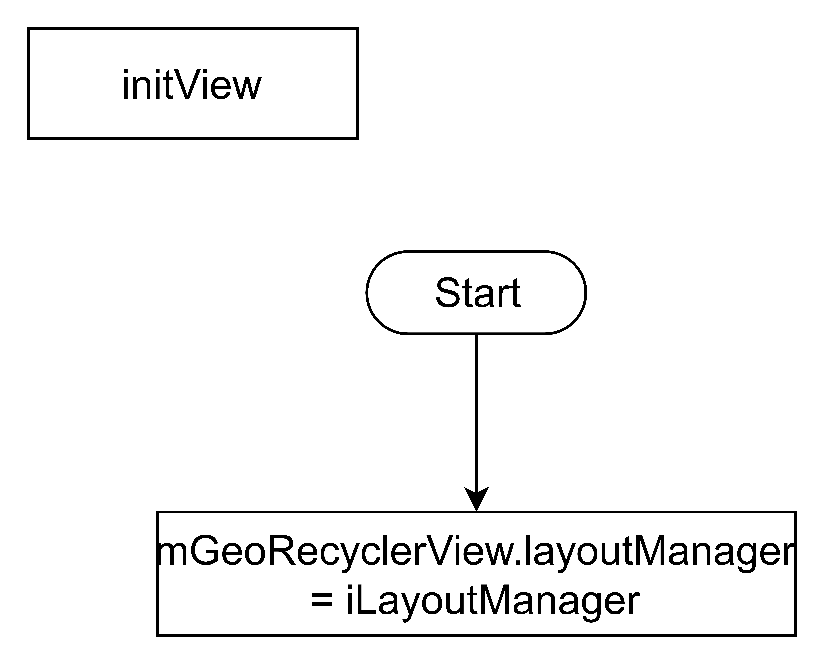 initView
Start
mGeoRecyclerView.layoutManager
= iLayoutManager